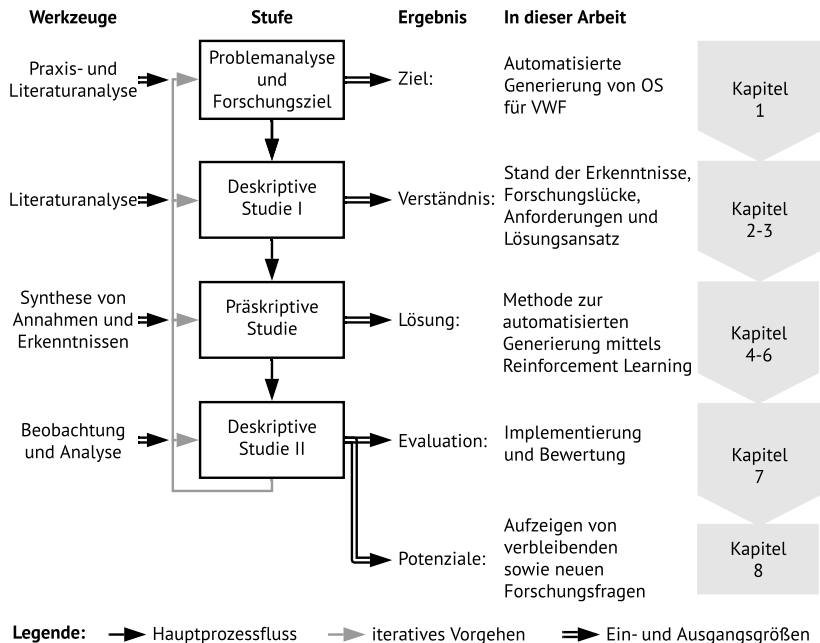 Werkzeuge
Stufe
Ergebnis
In dieser Arbeit
Praxis- und
Literaturanalyse
Problemanalyse
und
Forschungsziel
Ziel:
Automatisierte
Generierung von OS
für VWF
Kapitel
1
Literaturanalyse
Deskriptive
Studie I
Verständnis:
Stand der Erkenntnisse,
Forschungslücke,
Anforderungen und
Lösungsansatz
Kapitel
2-3
Synthese von
Annahmen und
Erkenntnissen
Präskriptive
Studie
Lösung:
Methode zur
automatisierten
Generierung mittels
Reinforcement Learning
Kapitel
4-6
Beobachtung
und Analyse
Deskriptive
Studie II
Evaluation:
Implementierung
und Bewertung
Kapitel
7
Potenziale:
Aufzeigen von
verbleibenden
sowie neuen
Forschungsfragen
Kapitel
8
Legende: Hauptprozessfluss iteratives Vorgehen Ein- und Ausgangsgrößen